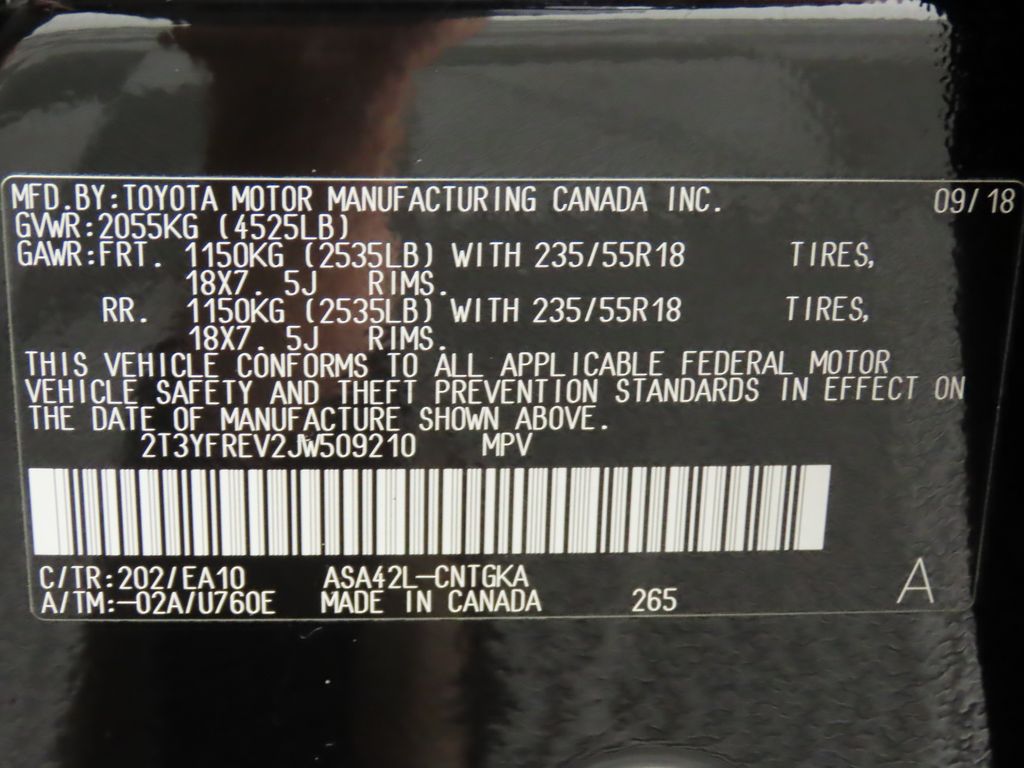 MFD.BY:TOYOTA MOTOR MANUFACTURING CANADA INC. 09/18
GVWR:2055KG (4525LB)
GAWR:FRT. 1150KG (2535LB) WITH 235/55R18 TIRES,
18X7. 5J RIMS.
RR. 1150KG (2535LB) WITH 235/55R18 TIRES,
18X7. 5J RIMS.
THIS VEHICLE CONFORMS TO ALL APPLICABLE FEDERAL MOTOR
VEHICLE SAFETY AND THEFT PREVENTION STANDARDS IN EFFECT ON
THE DATE OF MANUFACTURE SHOWN ABOVE.
2T3YFREV2JW509210 MPV
C/TR:202/EA10 ASA42L-CNTGKA
A/TM:-02A/U760E MADE IN CANADA 265 A